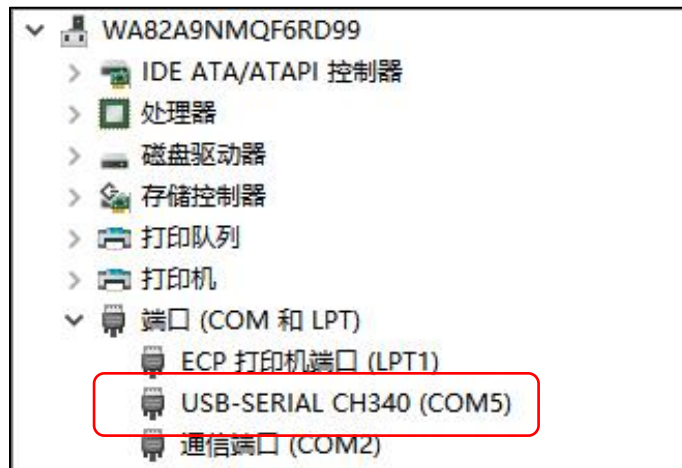 WA82A9NMQF6RD99
IDE ATA/ATAPI 控制器
处理器
磁盘驱动器
存储控制器
打印队列
打印机
端口 (COM 和 LPT)
ECP 打印机端口 (LPT1)
USB-SERIAL CH340 (COM5)
通信端口 (COM2)